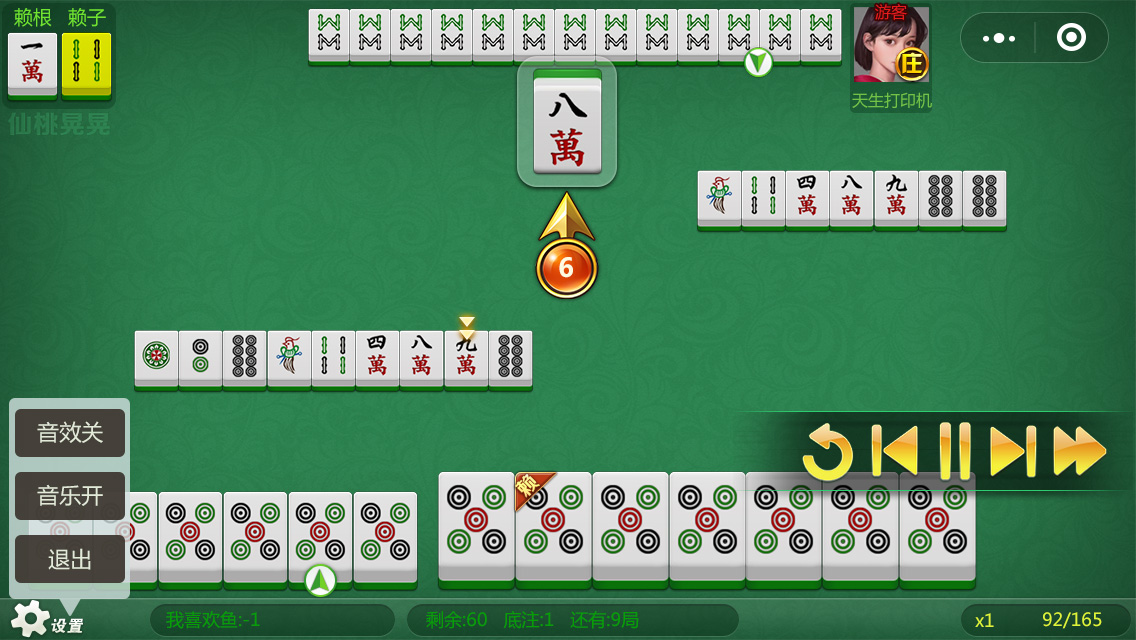 赖根 赖子
一萬
仙桃晃晃
游客
庄
天生打印机
八萬
四萬 八萬 九萬
6
四萬 八萬 九萬
音效关
音乐开
退出
赖
设置
我喜欢鱼:-1
剩余:60 底注:1 还有:9局
x1
92/165